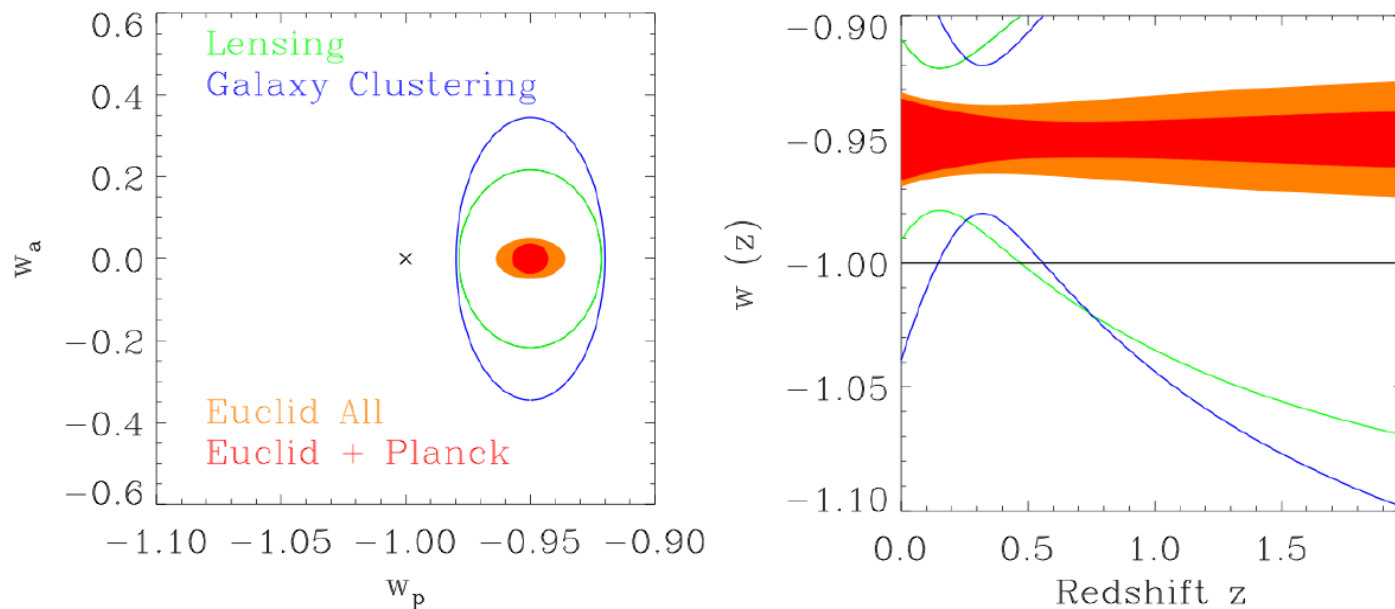 0.6
0.4
0.2
0.0
−0.2
−0.4
−0.6
w_a
Lensing
Galaxy Clustering
Euclid All
Euclid + Planck
−1.10 −1.05 −1.00 −0.95 −0.90
w_p
−0.90
−0.95
−1.00
−1.05
−1.10
w (z)
0.0 0.5 1.0 1.5
Redshift z